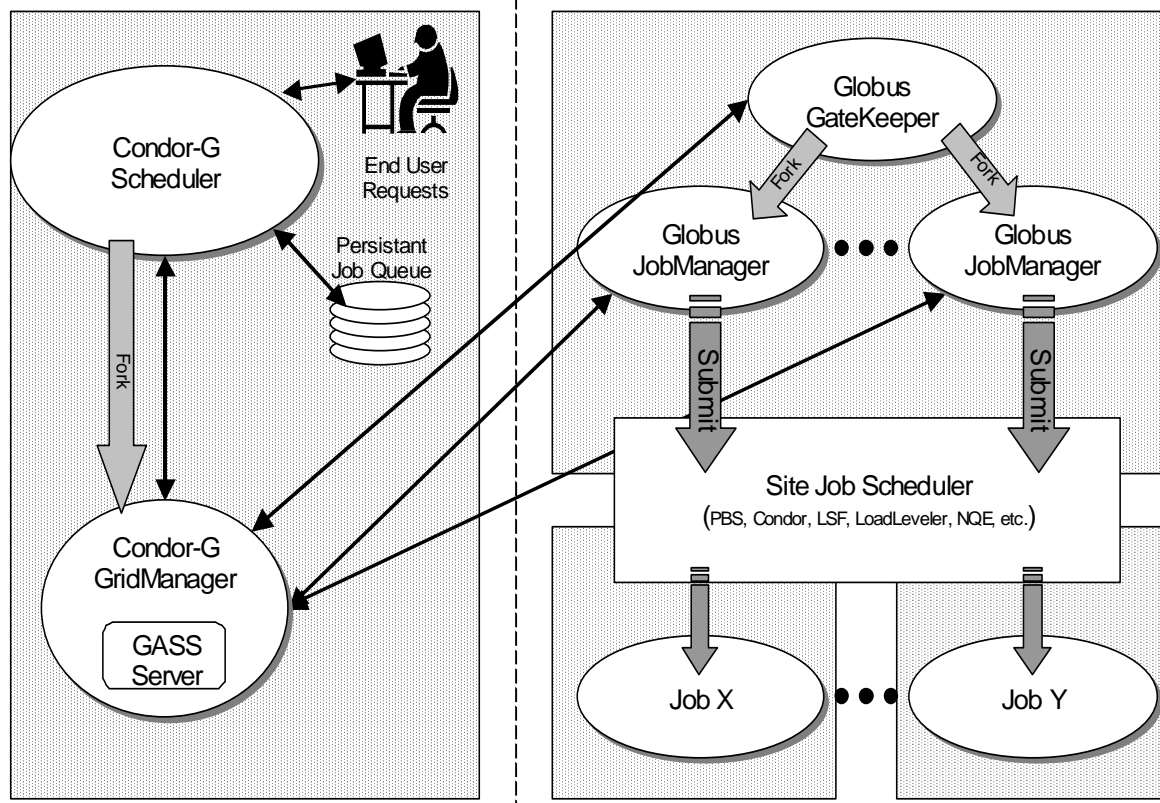 Condor-G
Scheduler
End User
Requests
Persistant
Job Queue
Fork
Condor-G
GridManager
GASS
Server
Globus
GateKeeper
Fork
Fork
Globus
JobManager
Globus
JobManager
Submit
Submit
Site Job Scheduler
(PBS, Condor, LSF, LoadLeveler, NQE, etc.)
Job X
Job Y